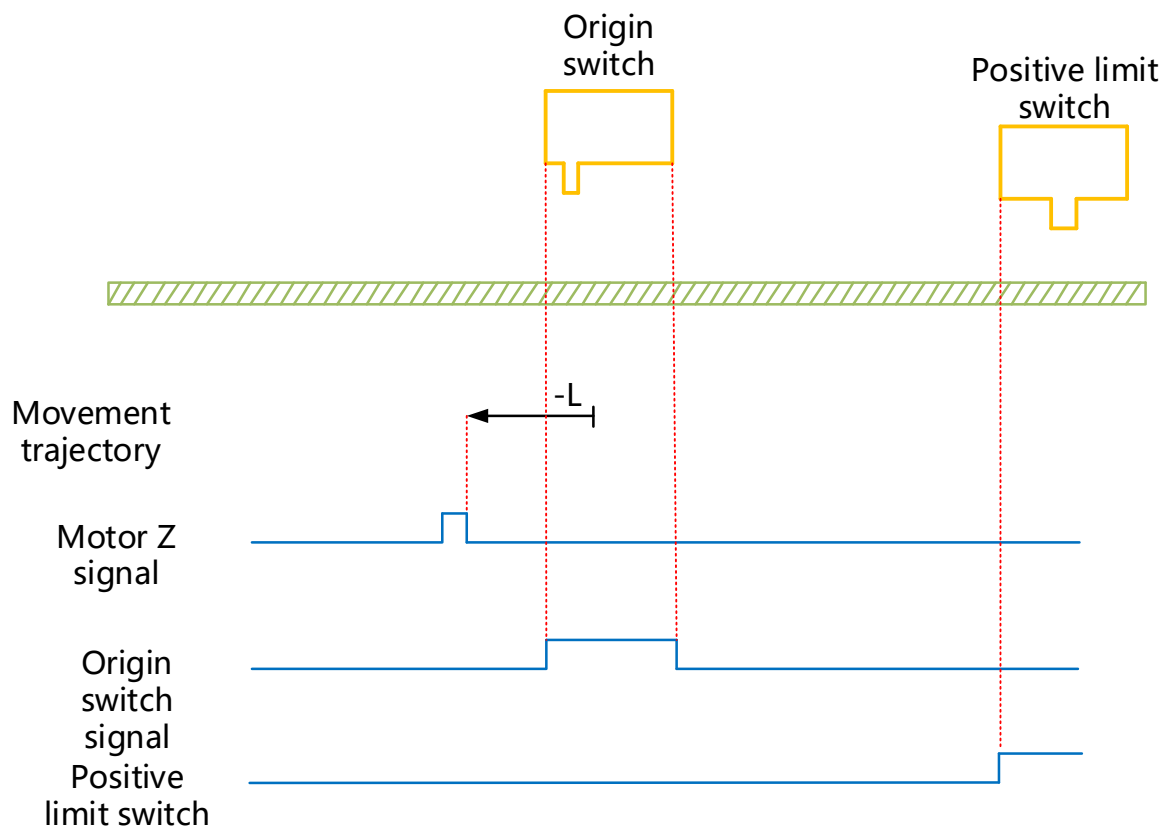 Origin
switch
Positive limit
switch
-L
Movement
trajectory
Motor Z
signal
Origin
switch
signal
Positive
limit switch